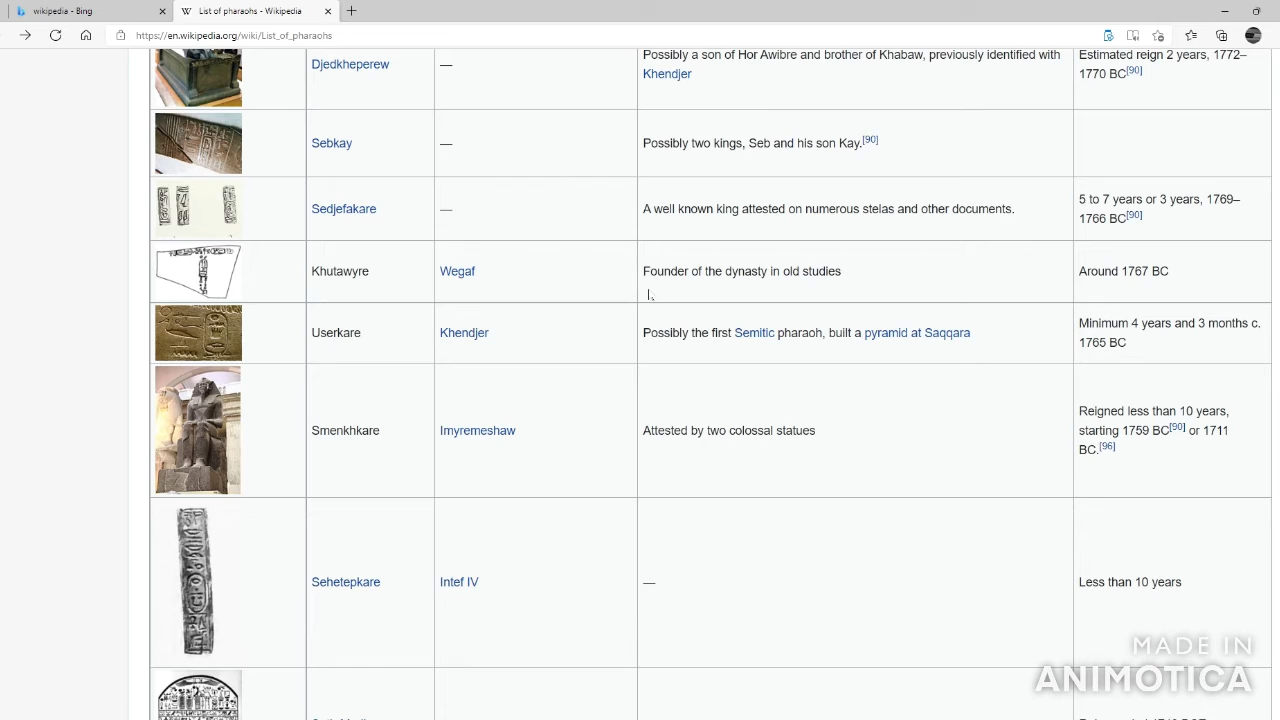 wikipedia - Bing
List of pharaohs - Wikipedia
https://en.wikipedia.org/wiki/List_of_pharaohs
Djedkheperew
—
Possibly a son of Hor Awibre and brother of Khabaw, previously identified with
Khendjer
Estimated reign 2 years, 1772–
1770 BC[90]
Sebkay
—
Possibly two kings, Seb and his son Kay.[90]
Sedjefakare
—
A well known king attested on numerous stelas and other documents.
5 to 7 years or 3 years, 1769–
1766 BC[90]
Khutawyre
Wegaf
Founder of the dynasty in old studies
Around 1767 BC
Userkare
Khendjer
Possibly the first Semitic pharaoh, built a pyramid at Saqqara
Minimum 4 years and 3 months c.
1765 BC
Smenkhkare
Imyremeshaw
Attested by two colossal statues
Reigned less than 10 years,
starting 1759 BC[90] or 1711
BC.[96]
Sehetepkare
Intef IV
—
Less than 10 years
MADE IN
ANIMOTICA